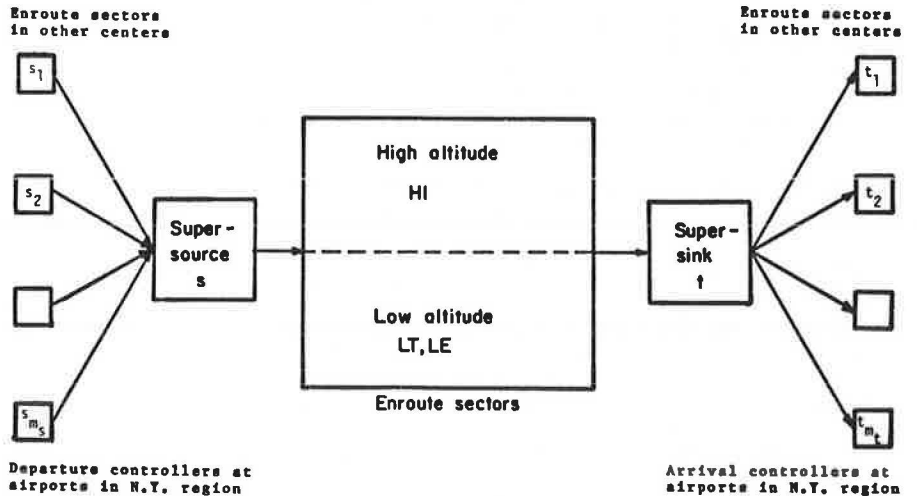 Enroute sectors
in other centers
Enroute sectors
in other centers
s1
t1
High altitude
HI
s2
t2
Super-
source
s
Super-
sink
t
Low altitude
LT,LE
sms
tmt
Enroute sectors
Departure controllers at
airports in N.Y. region
Arrival controllers at
airports in N.Y. region